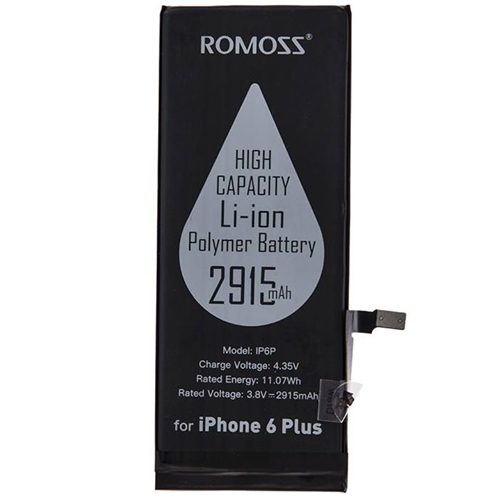 ROMOSS®
HIGH
CAPACITY
Li-ion
Polymer Battery
2915mAh
Model: IP6P
Charge Voltage: 4.35V
Rated Energy: 11.07Wh
Rated Voltage: 3.8V⎓2915mAh
for iPhone 6 Plus